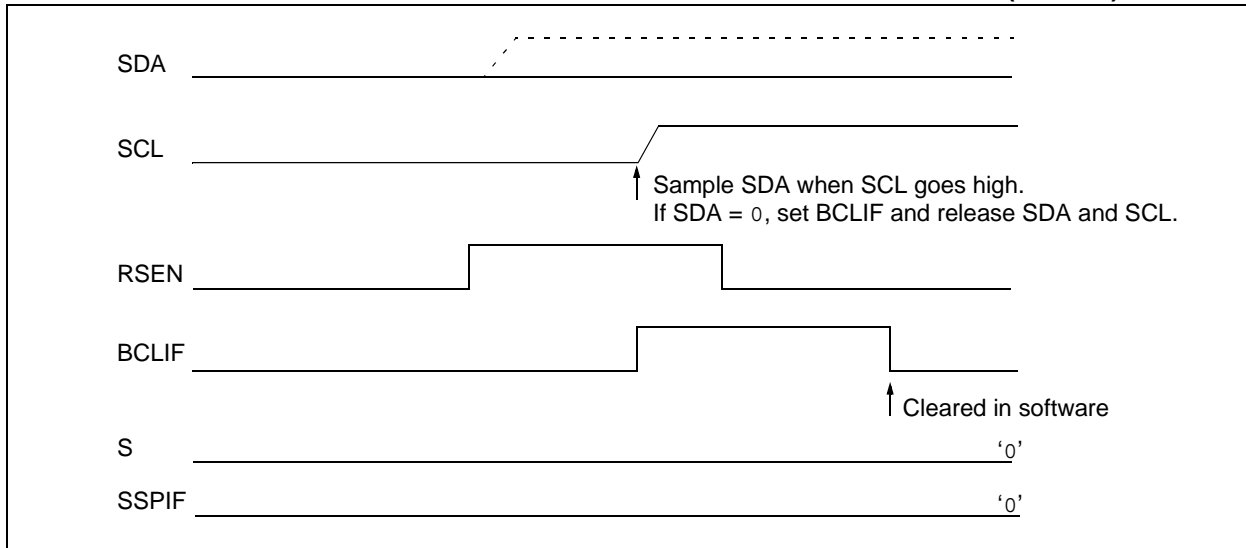 SDA
SCL
Sample SDA when SCL goes high.
If SDA = 0, set BCLIF and release SDA and SCL.
RSEN
BCLIF
Cleared in software
S
‘0’
SSPIF
‘0’